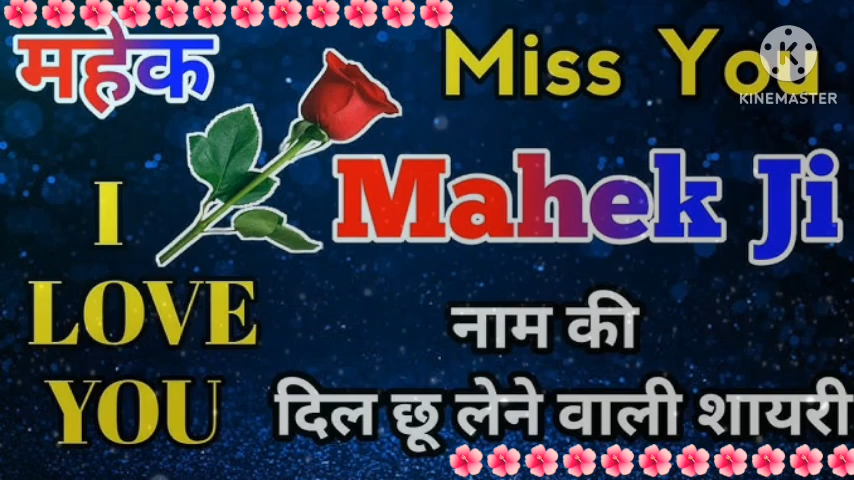 महेक
Miss You
KINEMASTER
Mahek Ji
I
LOVE
YOU
नाम की
दिल छू लेने वाली शायरी